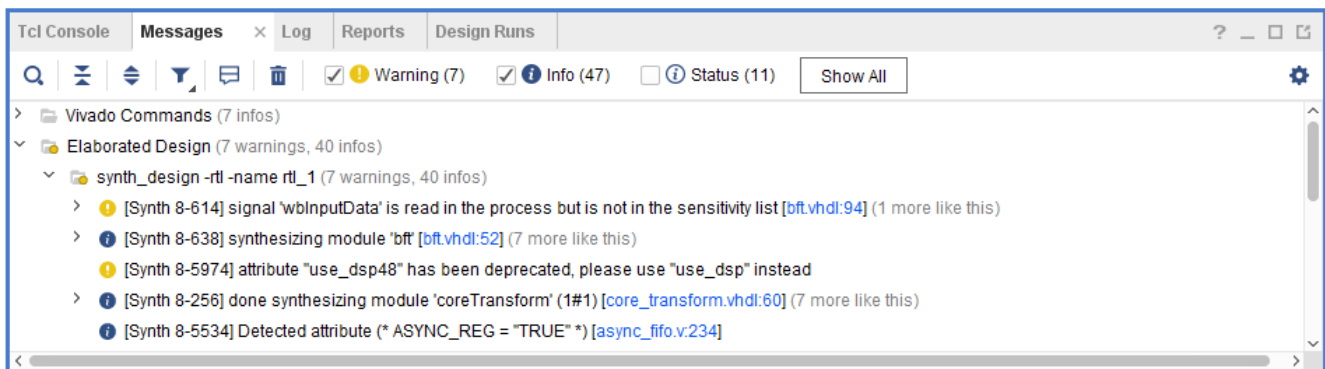 Tcl Console Messages × Log Reports Design Runs ?
Warning (7) Info (47) Status (11) Show All
Vivado Commands (7 infos)
Elaborated Design (7 warnings, 40 infos)
synth_design -rtl -name rtl_1 (7 warnings, 40 infos)
[Synth 8-614] signal 'wbInputData' is read in the process but is not in the sensitivity list [bft.vhdl:94] (1 more like this)
[Synth 8-638] synthesizing module 'bft' [bft.vhdl:52] (7 more like this)
[Synth 8-5974] attribute "use_dsp48" has been deprecated, please use "use_dsp" instead
[Synth 8-256] done synthesizing module 'coreTransform' (1#1) [core_transform.vhdl:60] (7 more like this)
[Synth 8-5534] Detected attribute (* ASYNC_REG = "TRUE" *) [async_fifo.v:234]